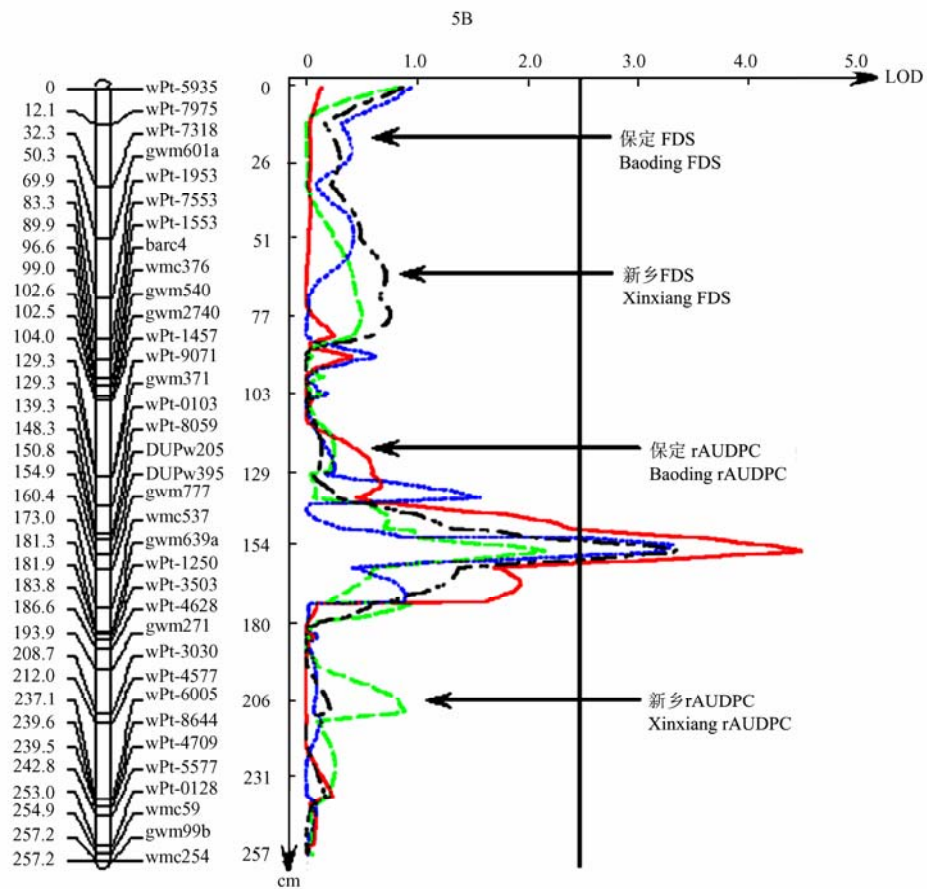 5B
0 1.0 2.0 3.0 4.0 5.0
LOD
0 wPt-5935
12.1 wPt-7975
32.3 wPt-7318
50.3 gwm601a
69.9 wPt-1953
83.3 wPt-7553
89.9 wPt-1553
96.6 barc4
99.0 wmc376
102.6 gwm540
102.5 gwm2740
104.0 wPt-1457
129.3 wPt-9071
129.3 gwm371
139.3 wPt-0103
148.3 wPt-8059
150.8 DUPw205
154.9 DUPw395
160.4 gwm777
173.0 wmc537
181.3 gwm639a
181.9 wPt-1250
183.8 wPt-3503
186.6 wPt-4628
193.9 gwm271
208.7 wPt-3030
212.0 wPt-4577
237.1 wPt-6005
239.6 wPt-8644
239.5 wPt-4709
242.8 wPt-5577
253.0 wPt-0128
254.9 wmc59
257.2 gwm99b
257.2 wmc254
0
26
51
77
103
129
154
180
206
231
257
cm
保定 FDS
Baoding FDS
新乡FDS
Xinxiang FDS
保定 rAUDPC
Baoding rAUDPC
新乡rAUDPC
Xinxiang rAUDPC